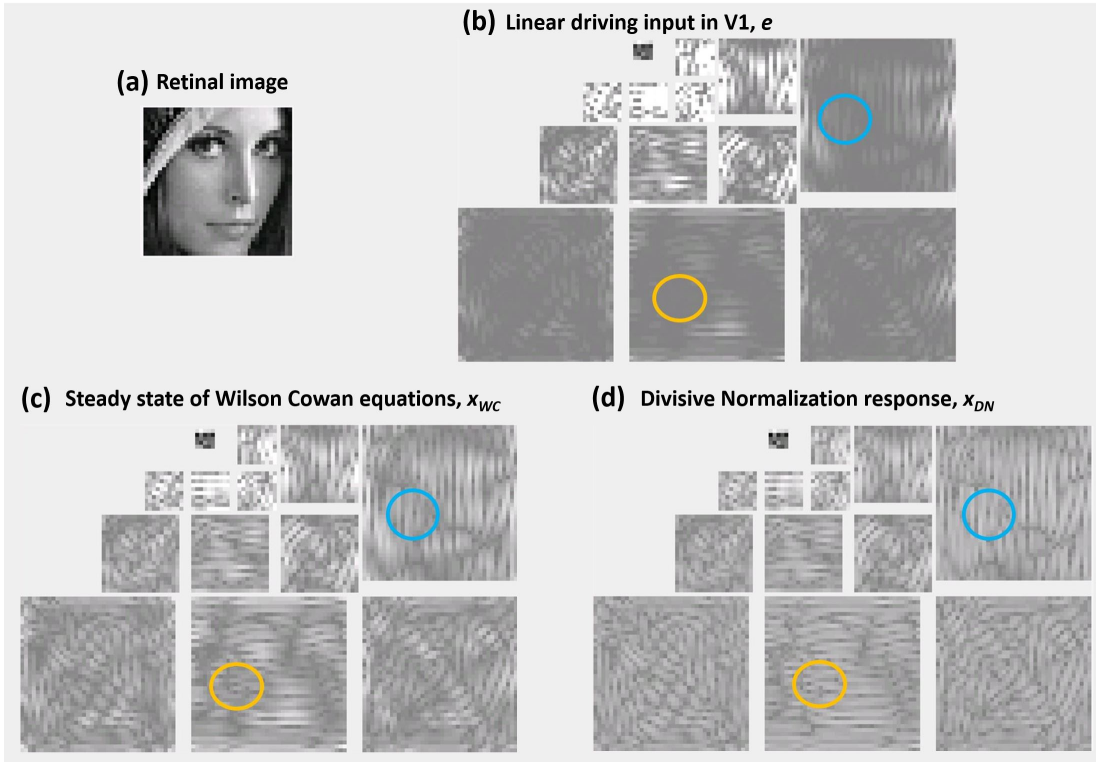 (b) Linear driving input in V1, e
(a) Retinal image
(c) Steady state of Wilson Cowan equations, xWC
(d) Divisive Normalization response, xDN